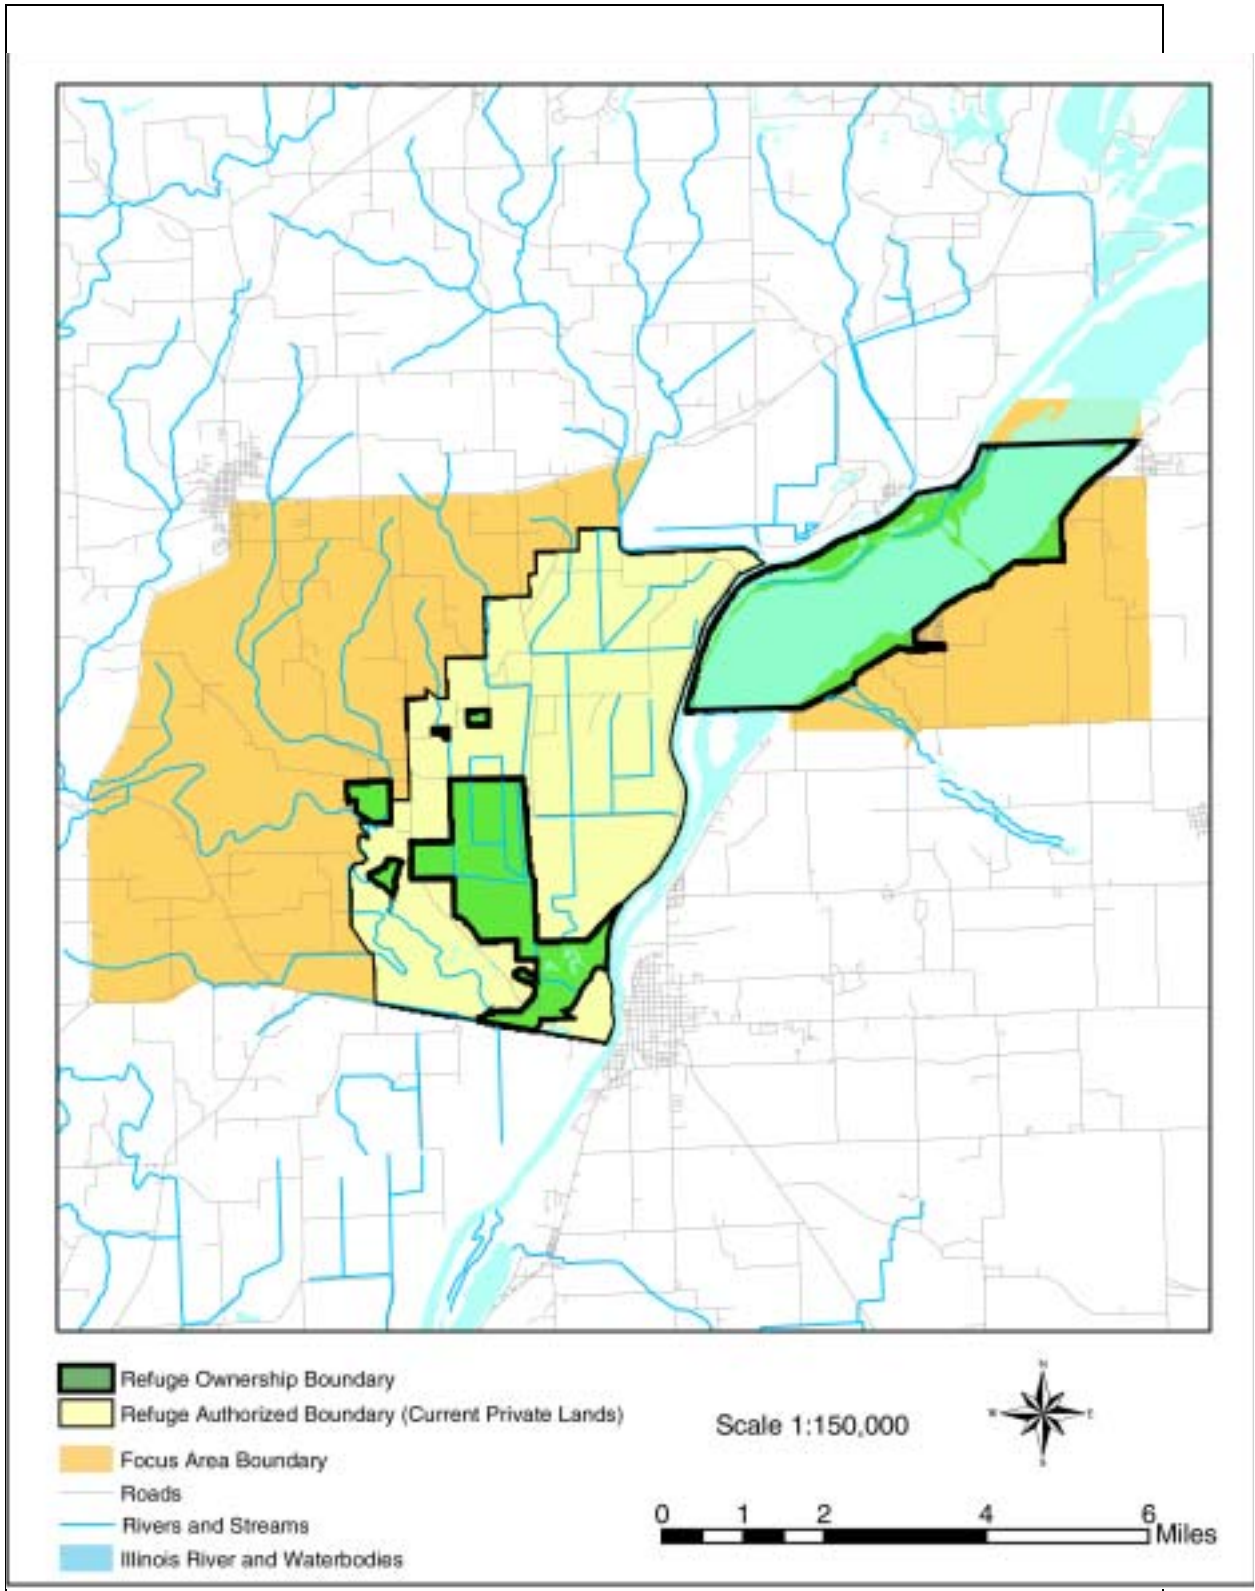 Refuge Ownership Boundary
Refuge Authorized Boundary (Current Private Lands)
Focus Area Boundary
Roads
Rivers and Streams
Illinois River and Waterbodies
Scale 1:150,000
N
W E
S
0 1 2 4 6
Miles